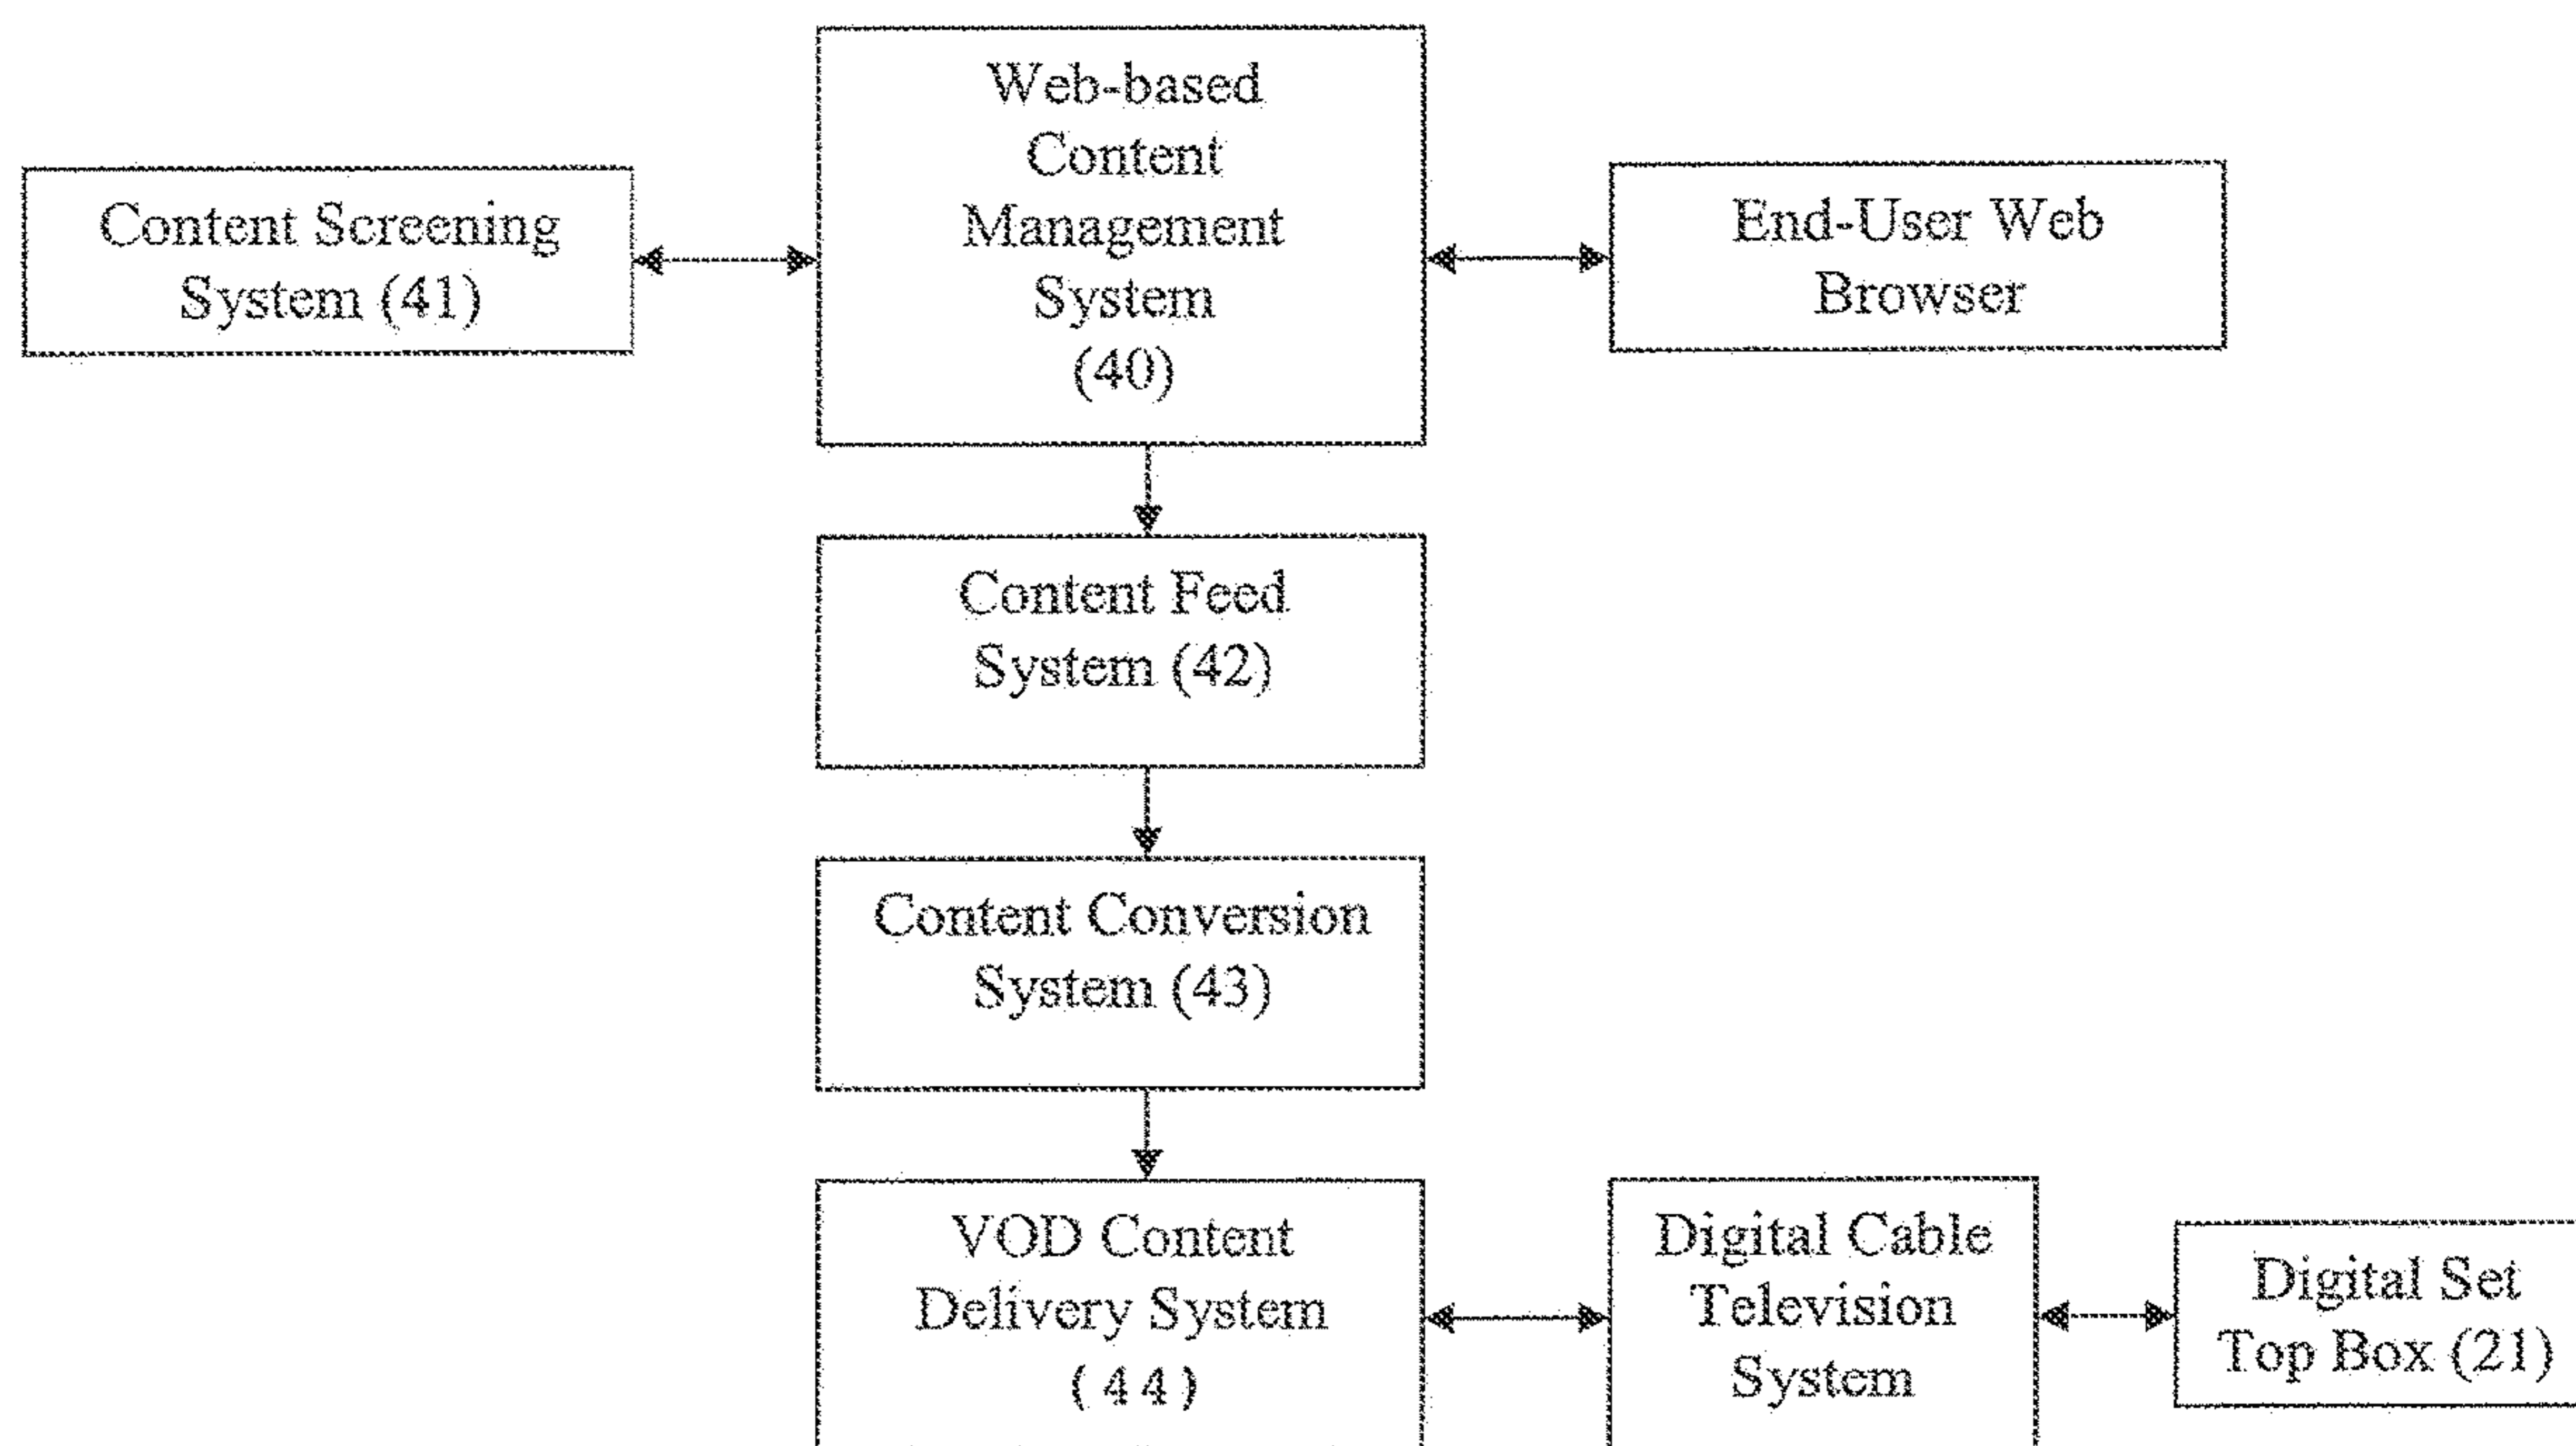 Web-based
Content
Management
System
(40)
Content Screening
System (41)
End-User Web
Browser
Content Feed
System (42)
Content Conversion
System (43)
VOD Content
Delivery System
(44)
Digital Cable
Television
System
Digital Set
Top Box (21)